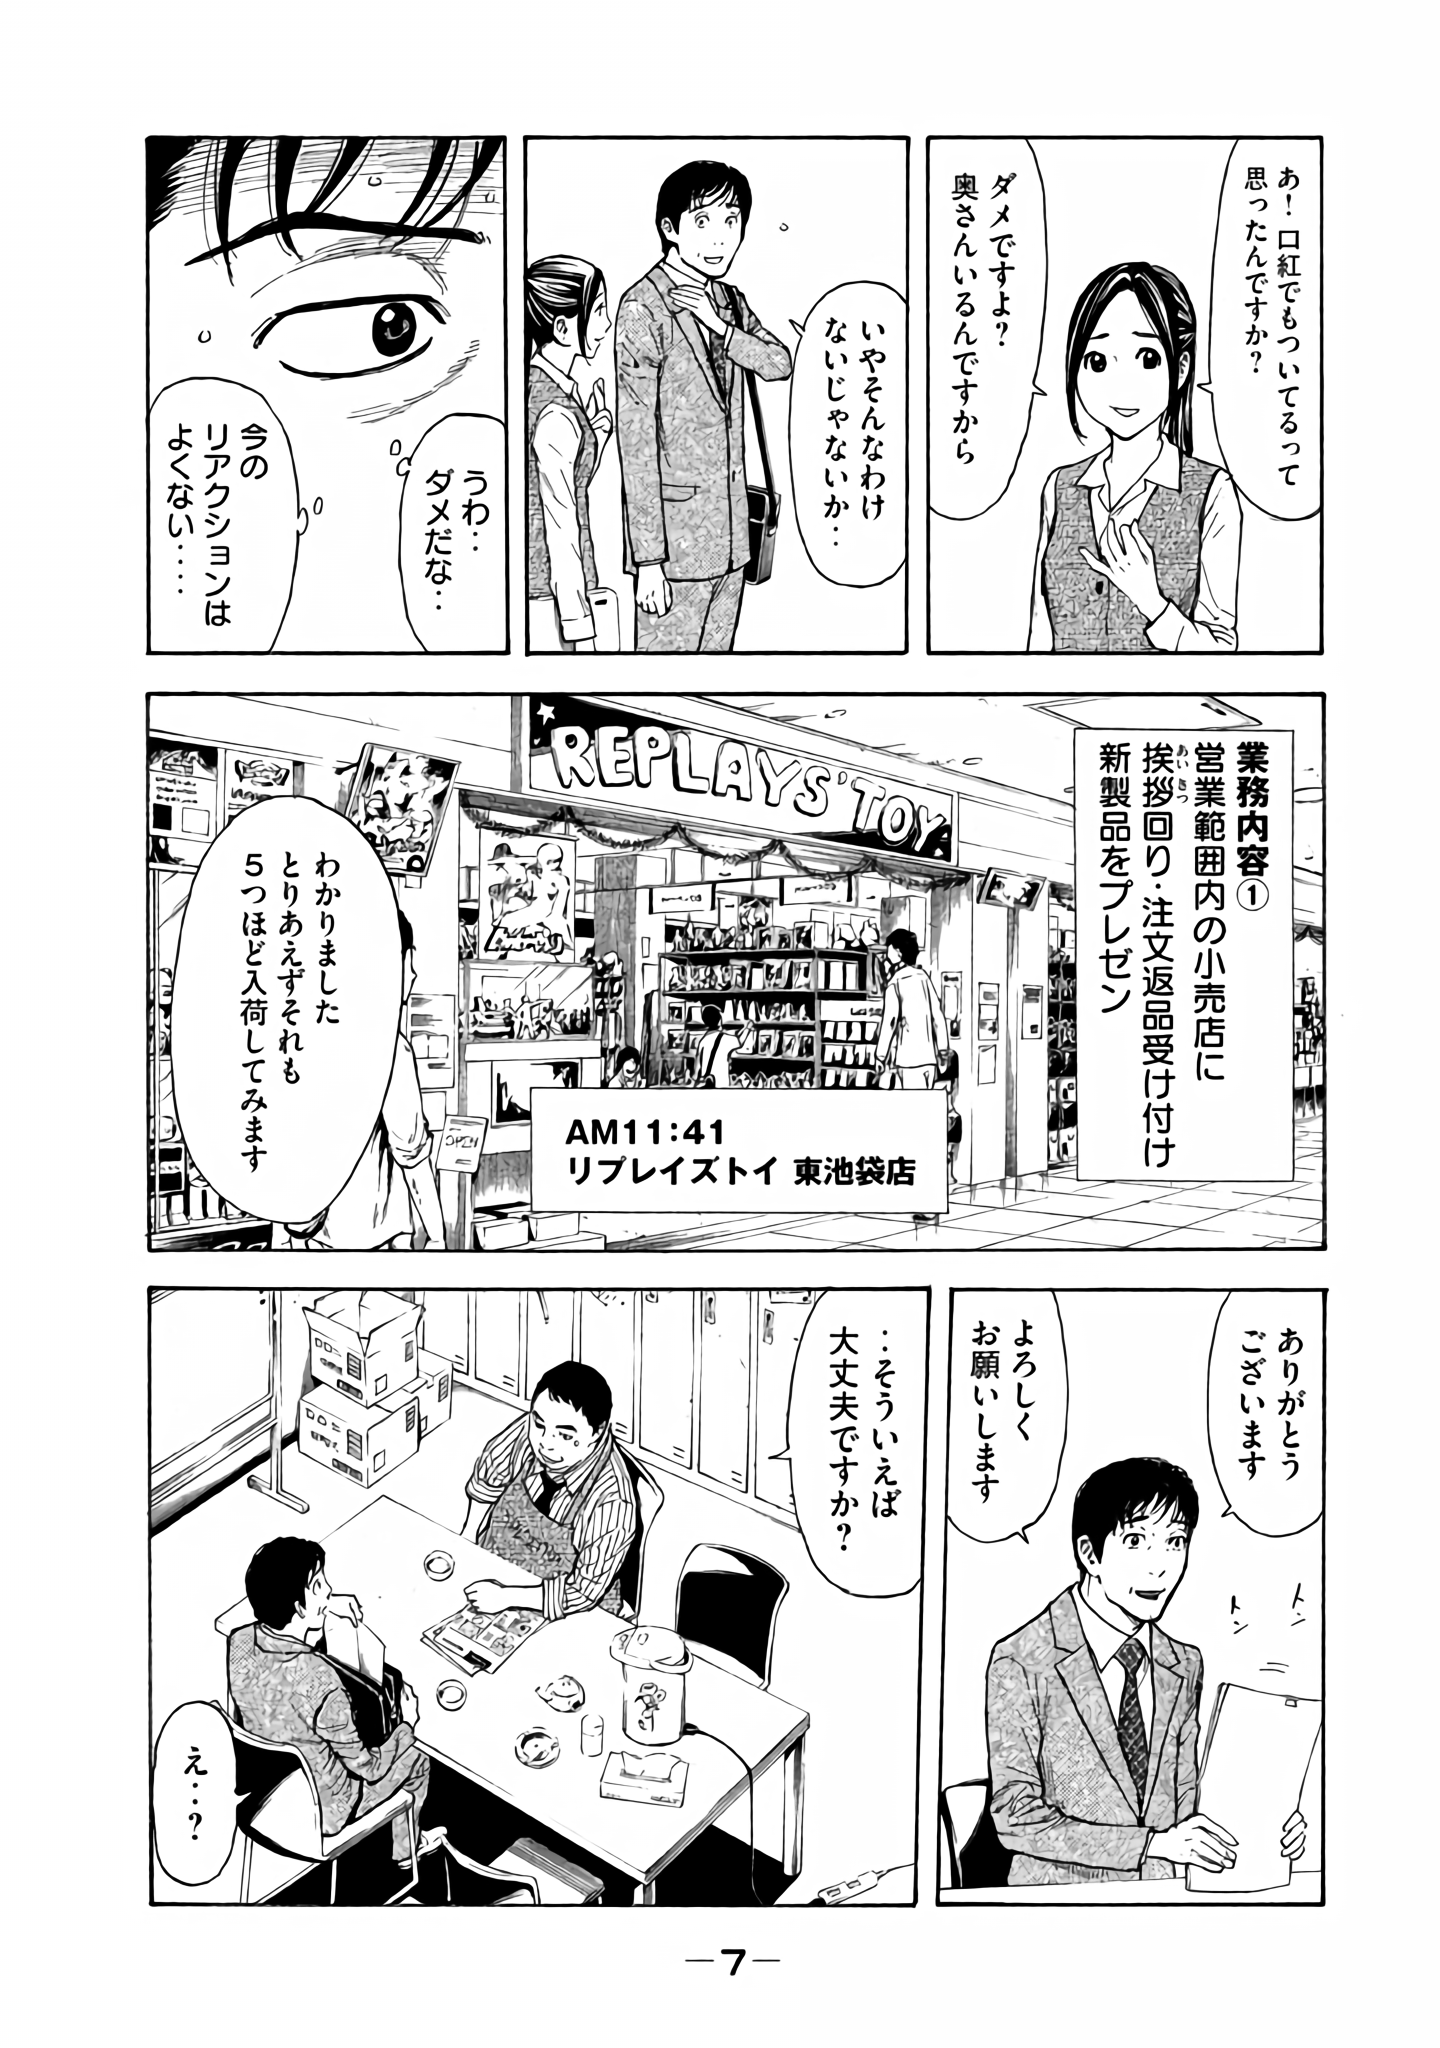 あ！口紅でもついてるって
思ったんですか？
ダメですよ？
奥さんいるんですから
いやそんなわけ
ないじゃないか‥
うわ‥
ダメだな‥
今の
リアクションは
よくない‥‥
業務内容①
営業範囲内の小売店に
挨拶回り・注文返品受け付け
あいさつ
新製品をプレゼン
REPLAYS' TOY
OPEN
AM11:41
リプレイズトイ 東池袋店
わかりました
とりあえずそれも
5つほど入荷してみます
ありがとう
ございます
よろしく
お願いします
トン
トン
‥そういえば
大丈夫ですか？
え‥？
—7—